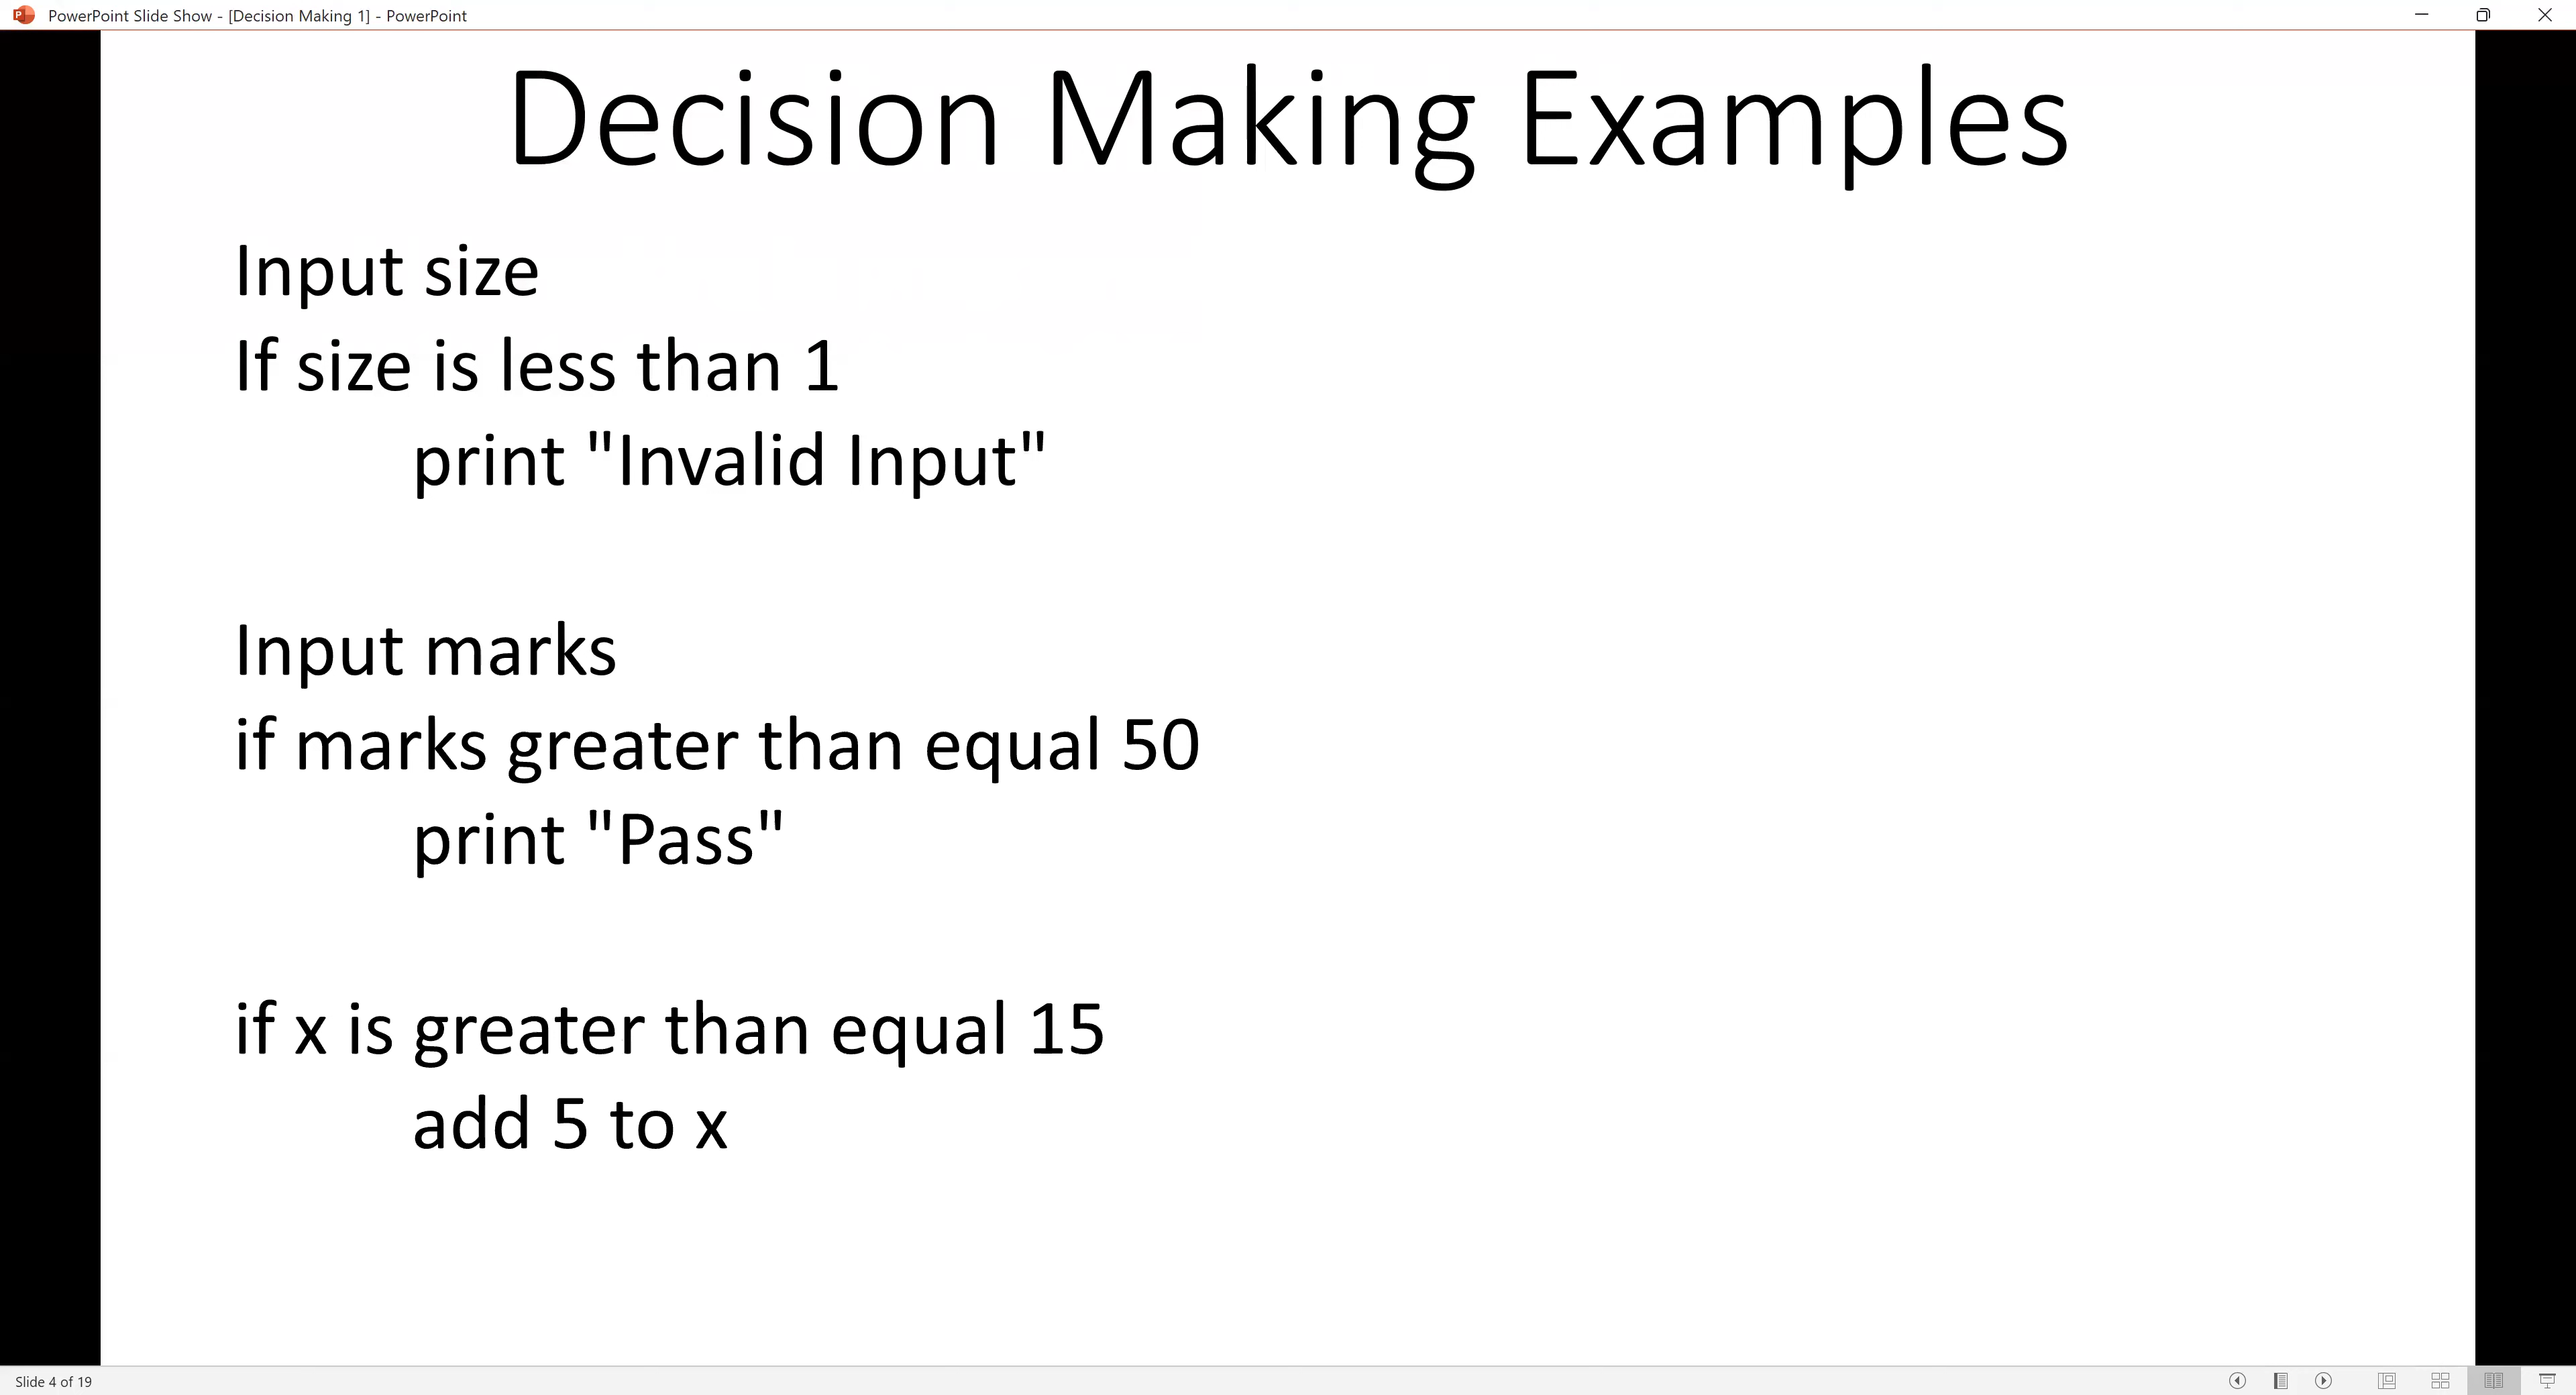 PowerPoint Slide Show - [Decision Making 1] - PowerPoint
Decision Making Examples
Input size
If size is less than 1
print "Invalid Input"
Input marks
if marks greater than equal 50
print "Pass"
if x is greater than equal 15
add 5 to x
Slide 4 of 19